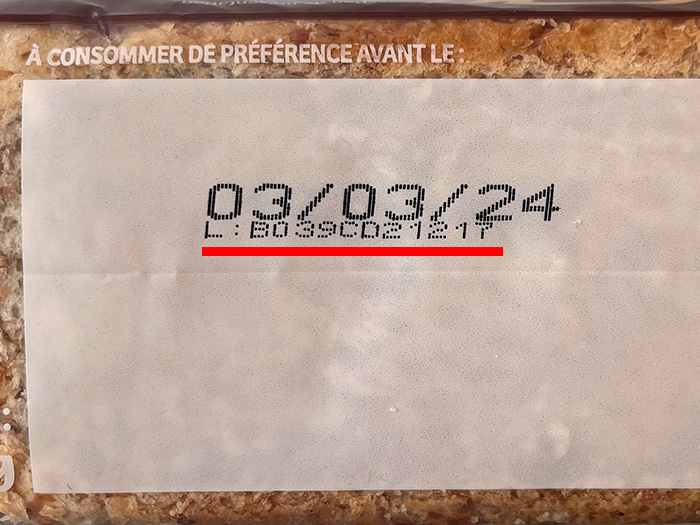 À CONSOMMER DE PRÉFÉRENCE AVANT LE :
03/03/24
L:B039CD21217